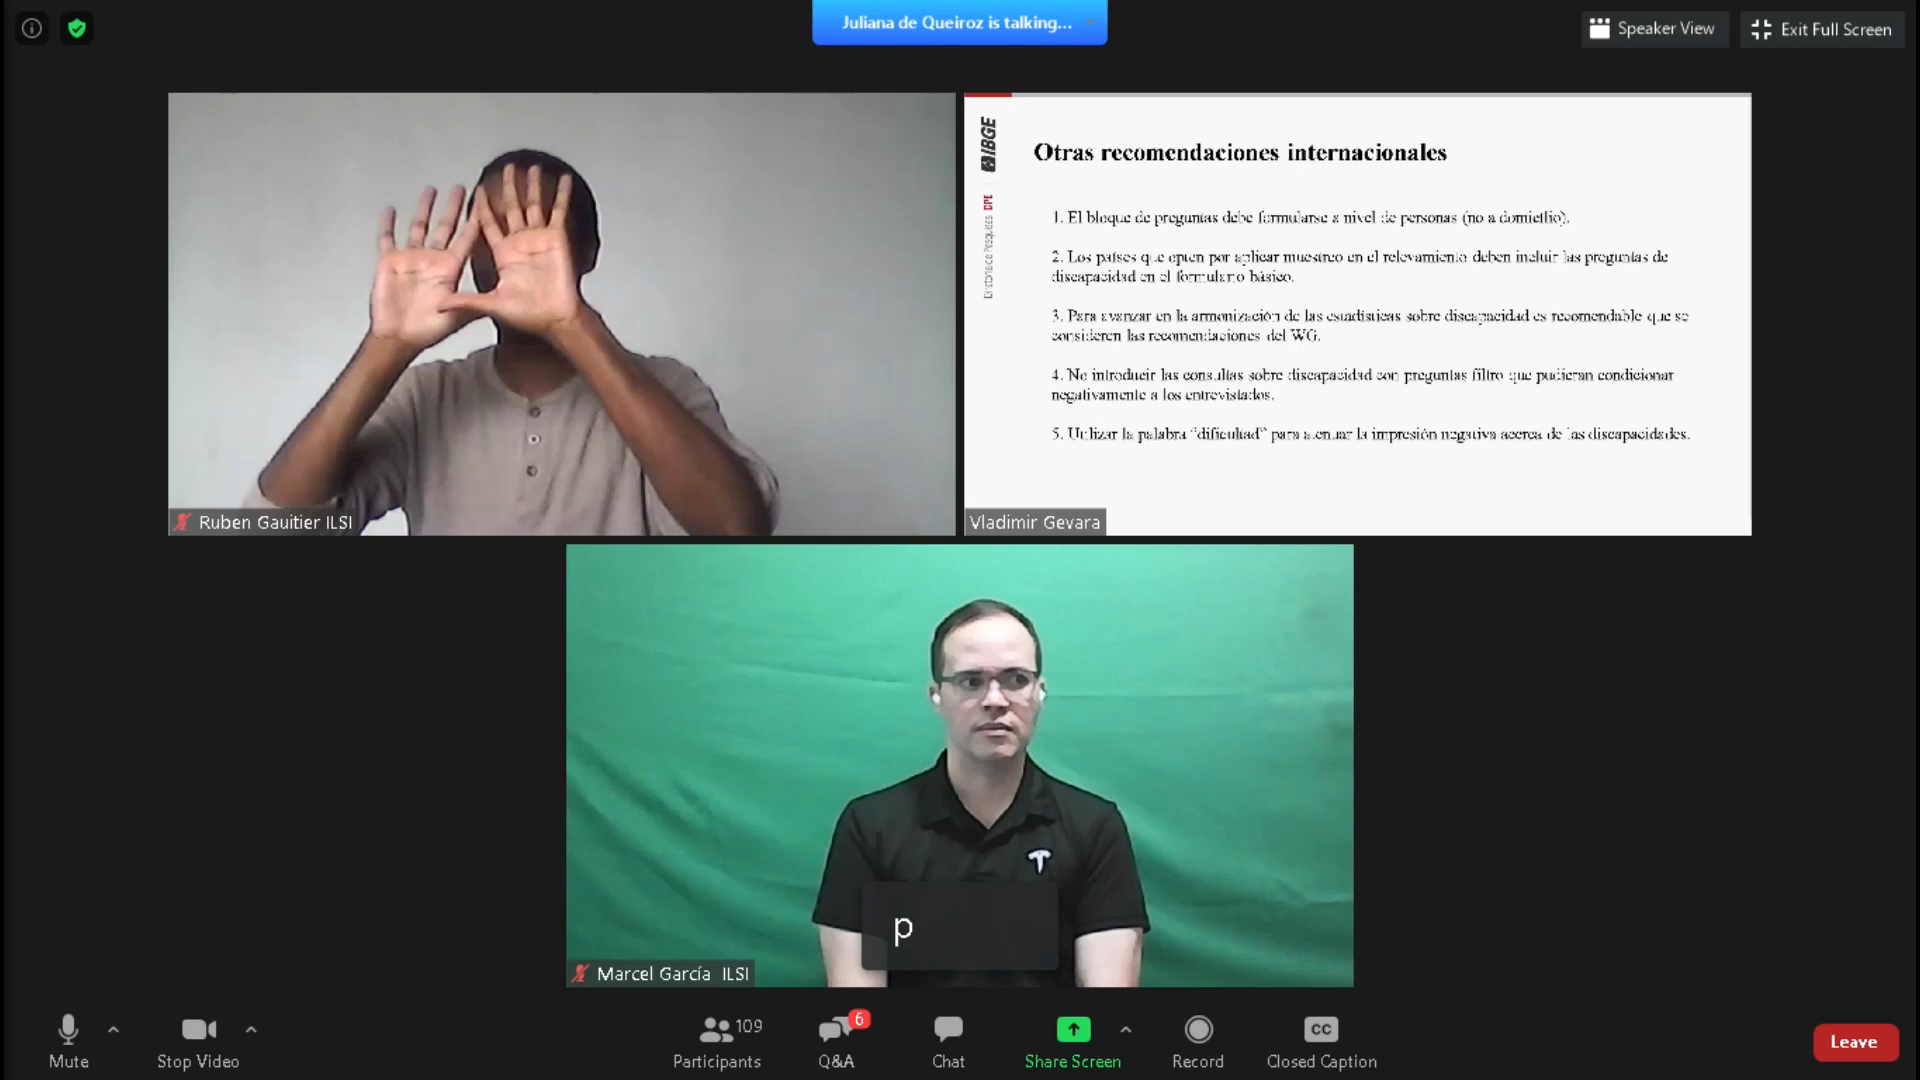 Juliana de Queiroz is talking...
Speaker View
Exit Full Screen
IBGE
DPE
Otras recomendaciones internacionales
1. El bloque de preguntas debe formularse a nivel de personas (no a domicilio).
2. Los países que opten por aplicar muestreo en el relevamiento deben incluir las preguntas de
discapacidad en el formulario básico.
3. Para avanzar en la armonización de las estadísticas sobre discapacidad es recomendable que se
consideren las recomendaciones del WG.
4. No introducir las consultas sobre discapacidad con preguntas filtro que pudieran condicionar
negativamente a los entrevistados.
5. Utilizar la palabra “dificultad” para atenuar la impresión negativa acerca de las discapacidades.
Ruben Gauitier ILSI
Vladimir Gevara
p
Marcel García ILSI
Mute
Stop Video
109
Participants
6
Q&A
Chat
Share Screen
Record
CC
Closed Caption
Leave